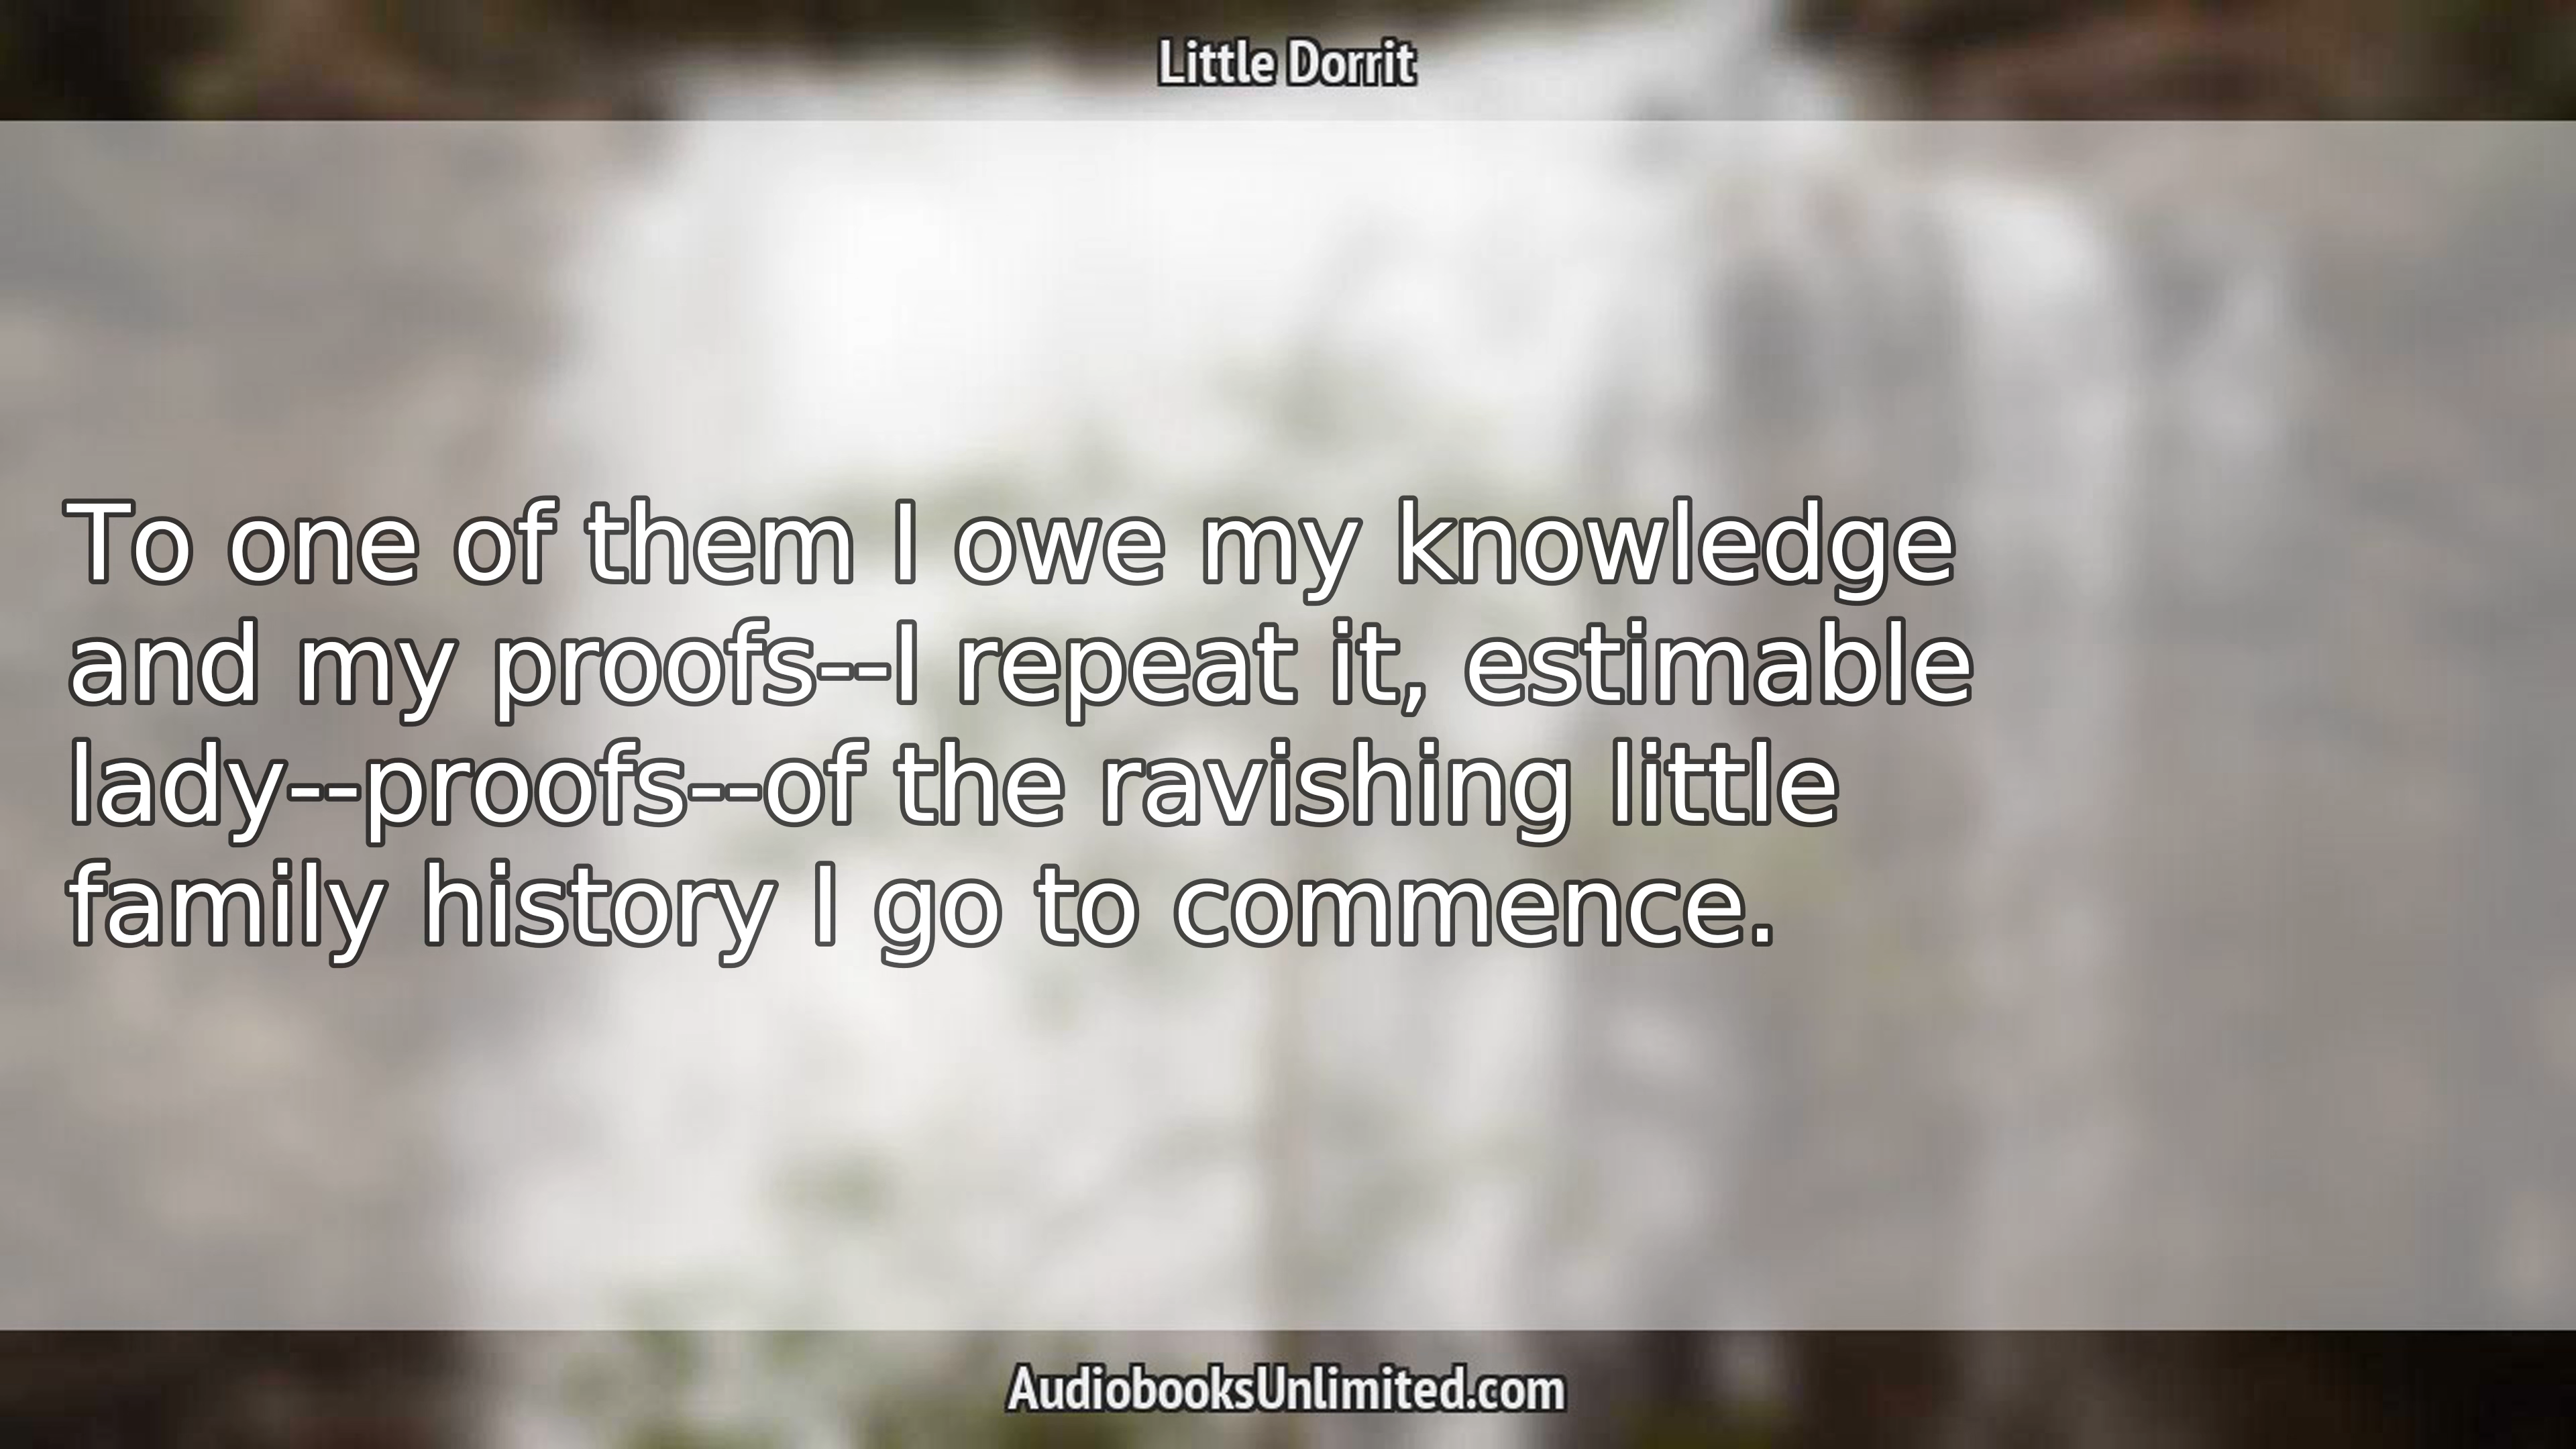 Little Dorrit
To one of them I owe my knowledge
and my proofs--I repeat it, estimable
lady--proofs--of the ravishing little
family history I go to commence.
AudiobooksUnlimited.com